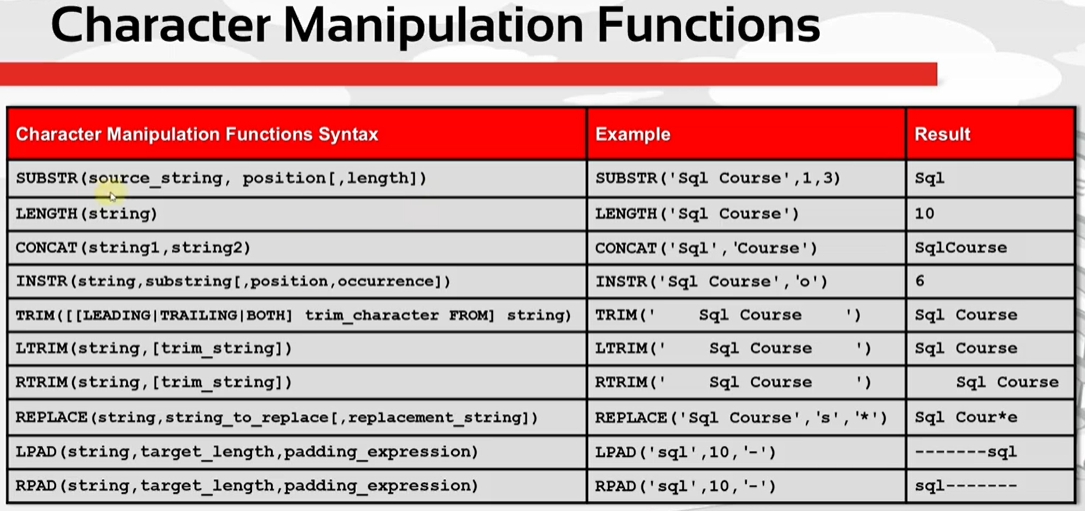 Character Manipulation Functions
Character Manipulation Functions Syntax Example Result
SUBSTR(source_string, position[,length]) SUBSTR('Sql Course',1,3) Sql
LENGTH(string) LENGTH('Sql Course') 10
CONCAT(string1,string2) CONCAT('Sql','Course') SqlCourse
INSTR(string,substring[,position,occurrence]) INSTR('Sql Course','o') 6
TRIM([[LEADING|TRAILING|BOTH] trim_character FROM] string) TRIM('    Sql Course    ') Sql Course
LTRIM(string,[trim_string]) LTRIM('    Sql Course    ') Sql Course
RTRIM(string,[trim_string]) RTRIM('    Sql Course    ')     Sql Course
REPLACE(string,string_to_replace[,replacement_string]) REPLACE('Sql Course','s','*') Sql Cour*e
LPAD(string,target_length,padding_expression) LPAD('sql',10,'-') -------sql
RPAD(string,target_length,padding_expression) RPAD('sql',10,'-') sql-------